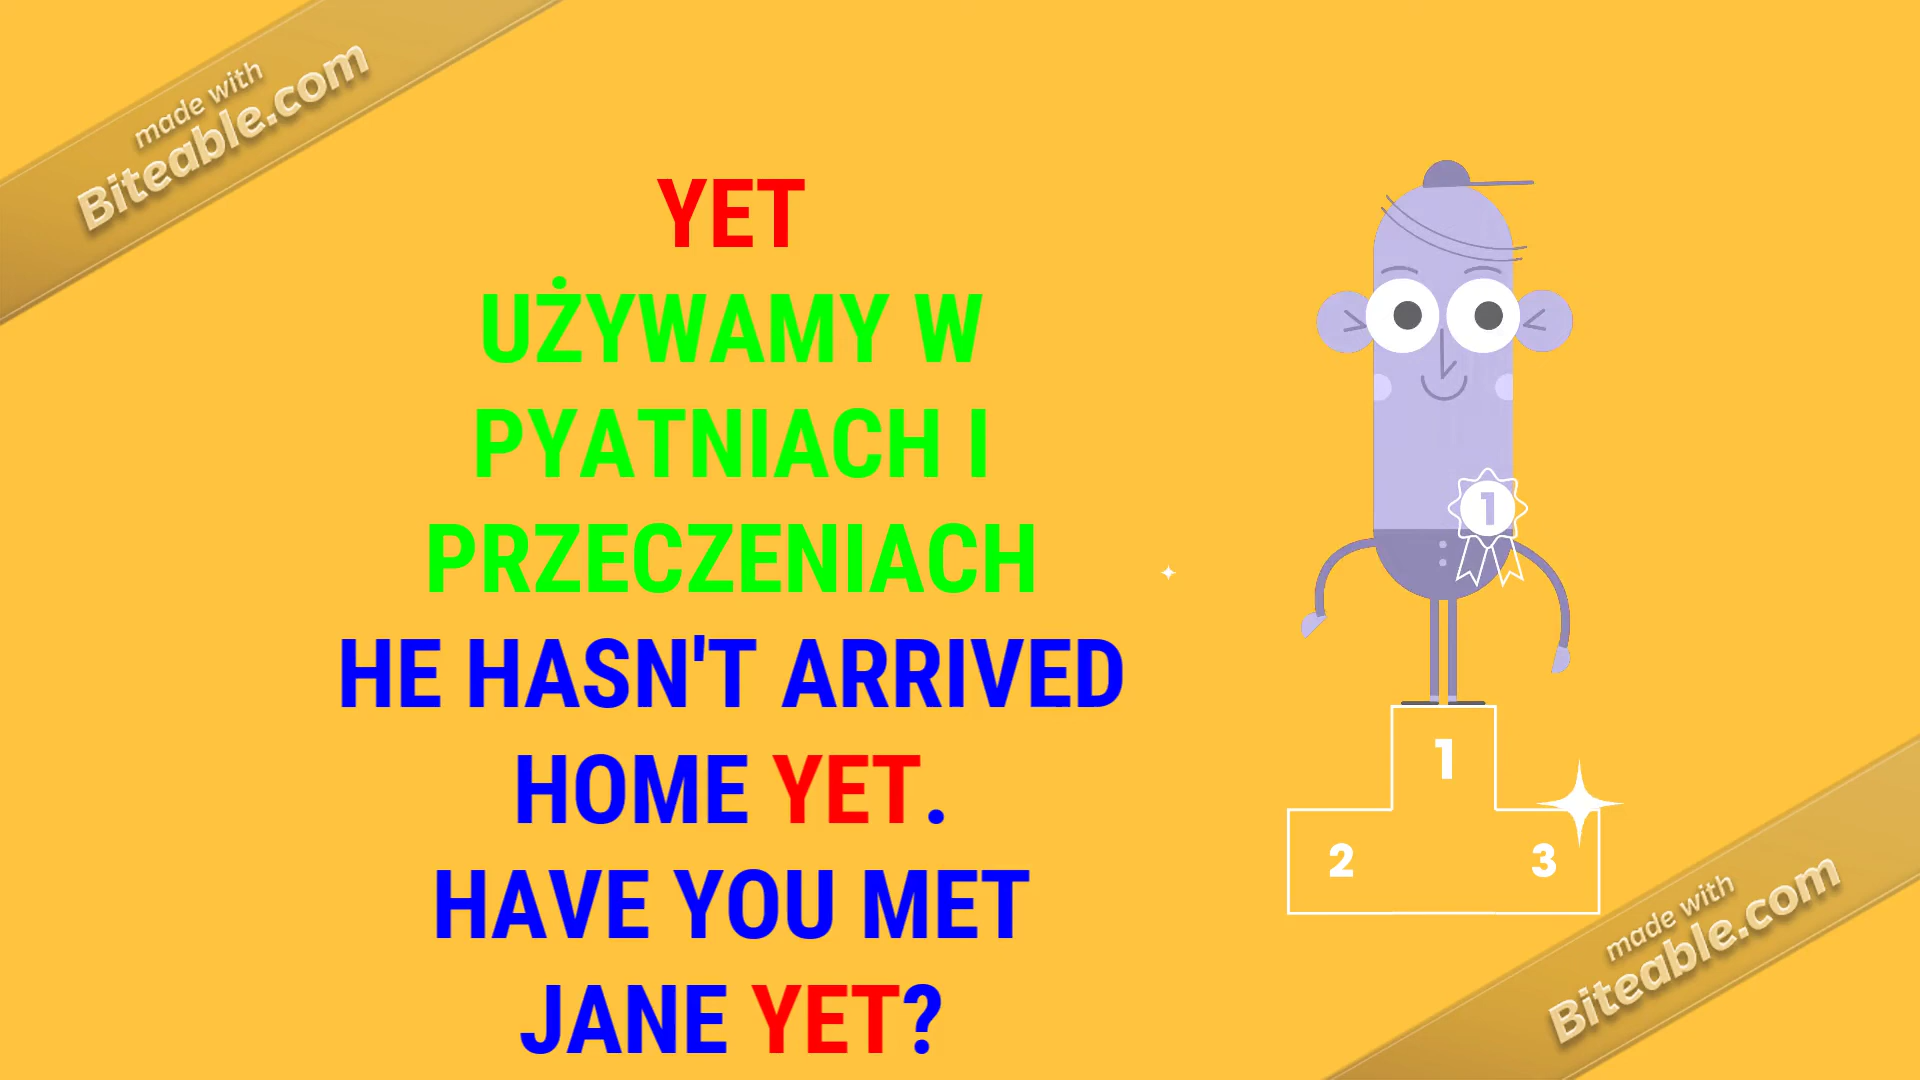 made with
Biteable.com
YET
UŻYWAMY W
PYATNIACH I
PRZECZENIACH
HE HASN'T ARRIVED
HOME YET.
HAVE YOU MET
JANE YET?
1
1
2
3
made with
Biteable.com